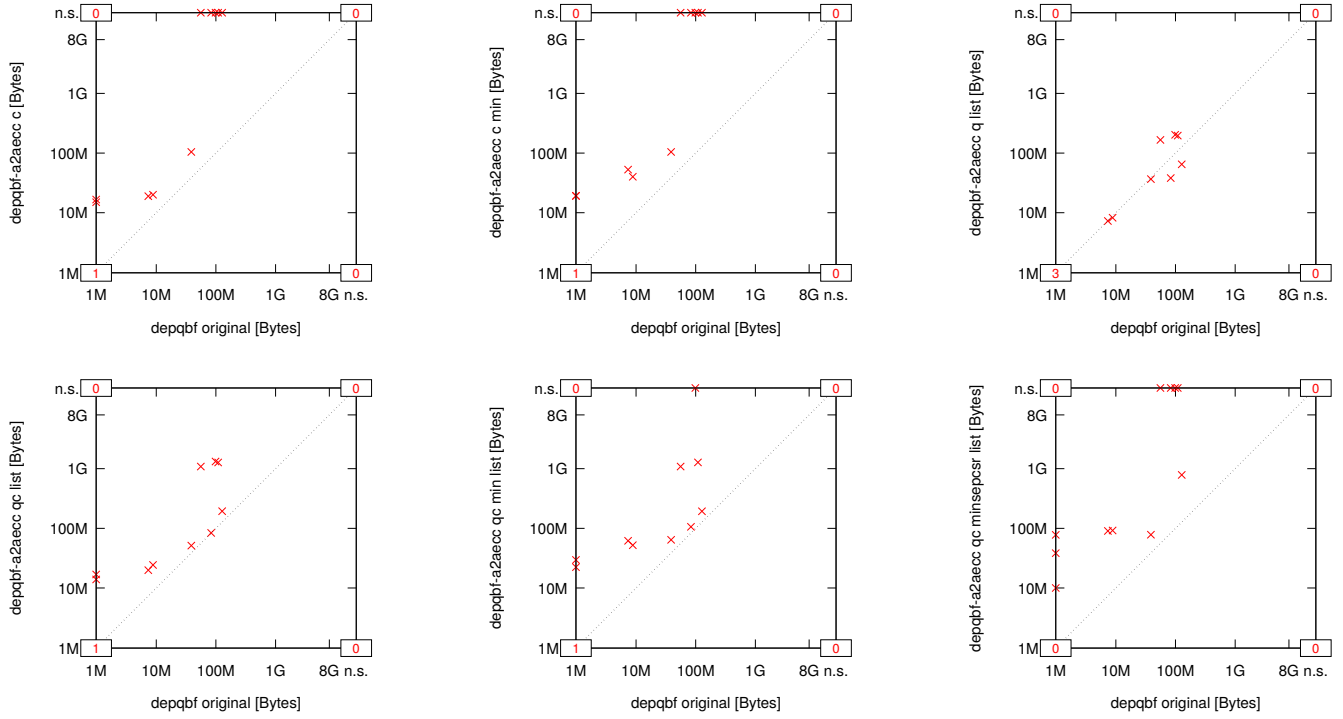 depqbf-a2aecc c [Bytes]
n.s.
8G
1G
100M
10M
1M
0
0
1
0
1M 10M 100M 1G 8G n.s.
depqbf original [Bytes]
depqbf-a2aecc c min [Bytes]
n.s.
8G
1G
100M
10M
1M
0
0
1
0
1M 10M 100M 1G 8G n.s.
depqbf original [Bytes]
depqbf-a2aecc q list [Bytes]
n.s.
8G
1G
100M
10M
1M
0
0
3
0
1M 10M 100M 1G 8G n.s.
depqbf original [Bytes]
depqbf-a2aecc qc list [Bytes]
n.s.
8G
1G
100M
10M
1M
0
0
1
0
1M 10M 100M 1G 8G n.s.
depqbf original [Bytes]
depqbf-a2aecc qc min list [Bytes]
n.s.
8G
1G
100M
10M
1M
0
0
1
0
1M 10M 100M 1G 8G n.s.
depqbf original [Bytes]
depqbf-a2aecc qc minsepcsr list [Bytes]
n.s.
8G
1G
100M
10M
1M
0
0
0
0
1M 10M 100M 1G 8G n.s.
depqbf original [Bytes]